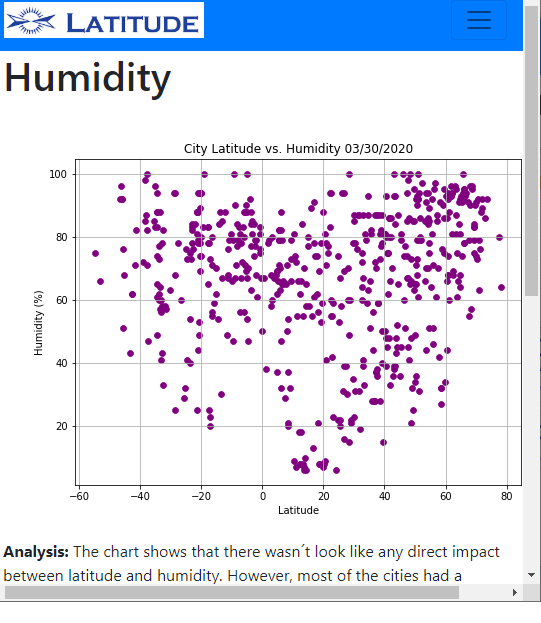 LATITUDE
Humidity
City Latitude vs. Humidity 03/30/2020
100
80
60
40
20
Humidity (%)
−60 −40 −20 0 20 40 60 80
Latitude
Analysis: The chart shows that there wasn´t look like any direct impact
between latitude and humidity. However, most of the cities had a